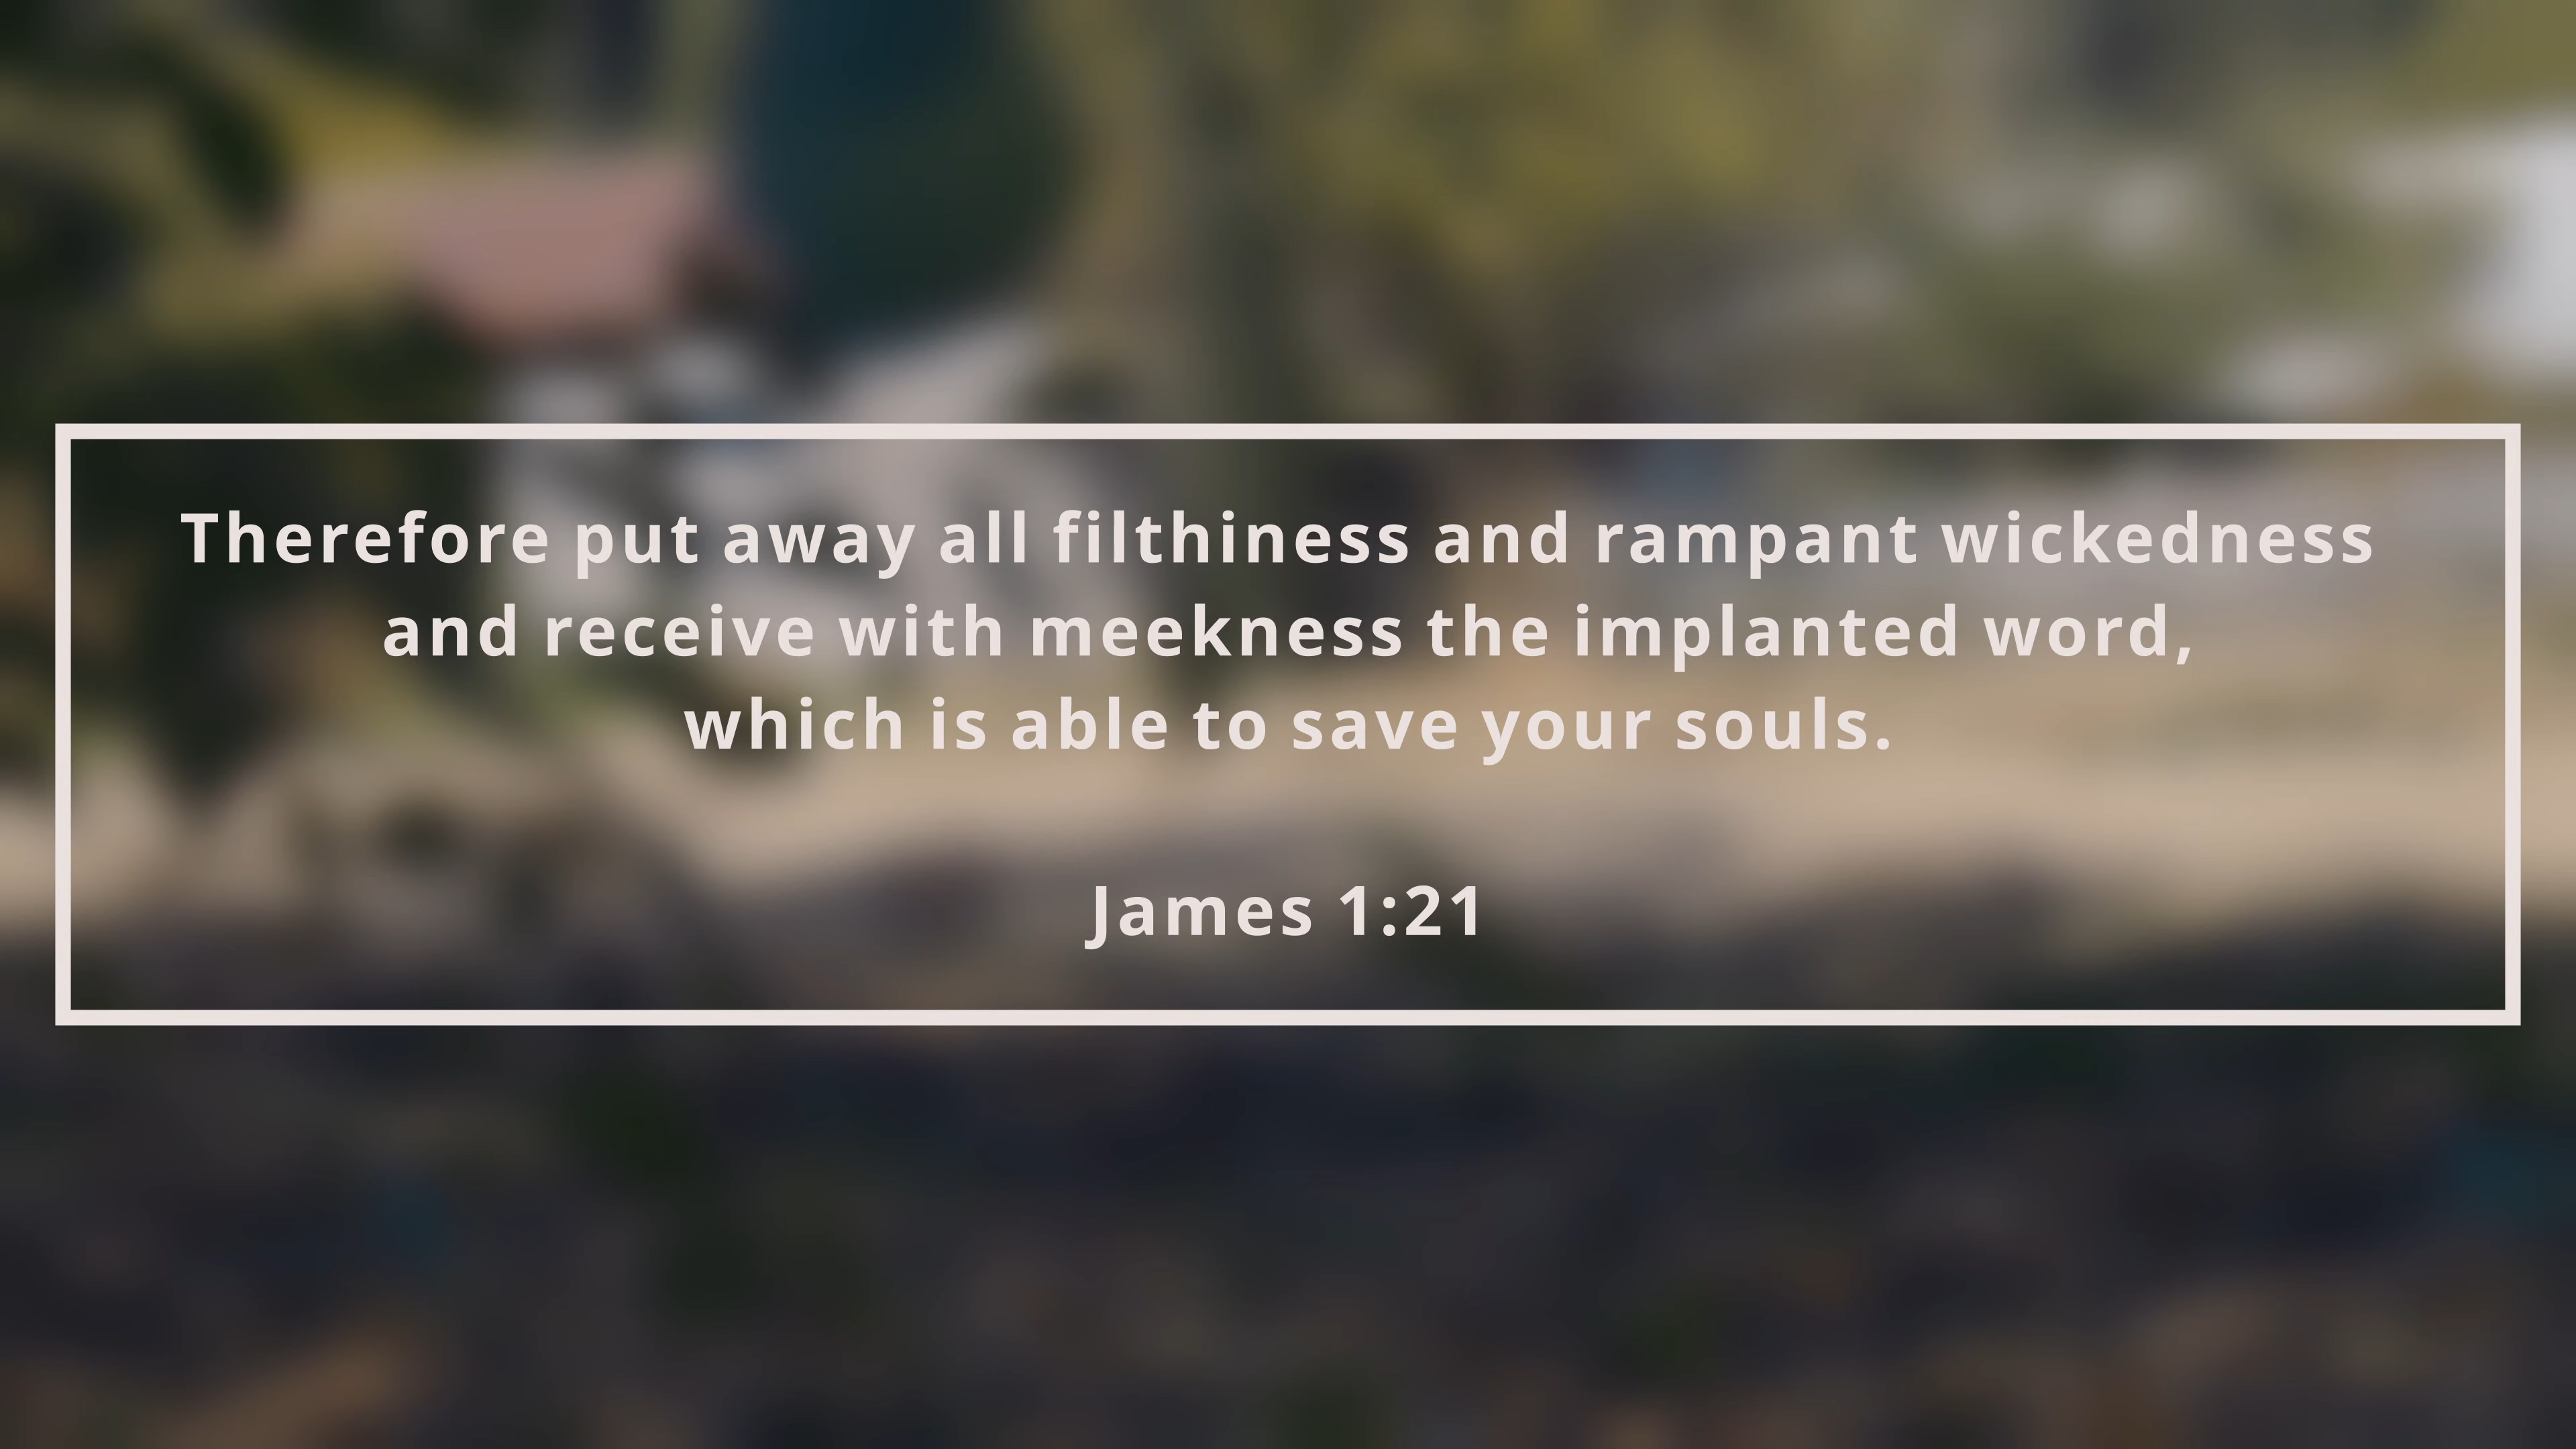 Therefore put away all filthiness and rampant wickedness
and receive with meekness the implanted word,
which is able to save your souls.
James 1:21